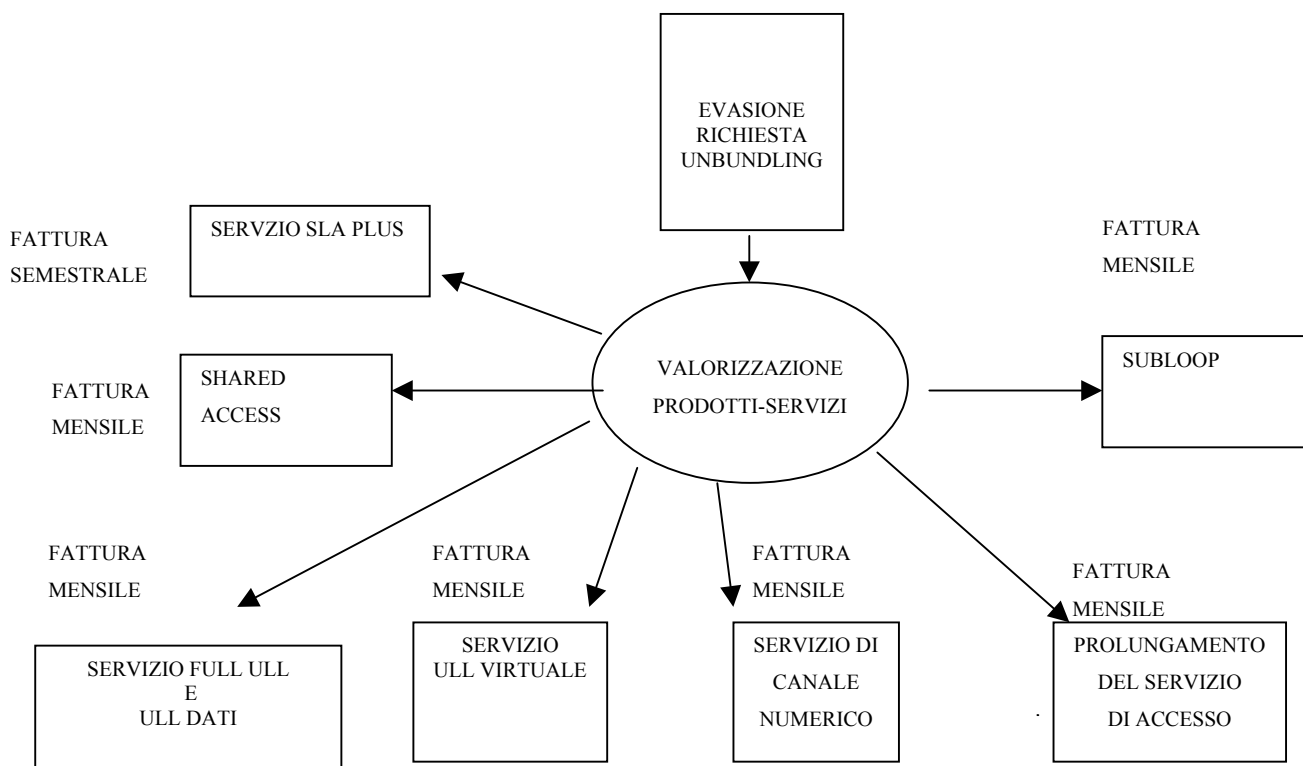 EVASIONE
RICHIESTA
UNBUNDLING
FATTURA
SEMESTRALE
SERVZIO SLA PLUS
FATTURA
MENSILE
FATTURA
MENSILE
SHARED
ACCESS
VALORIZZAZIONE
PRODOTTI-SERVIZI
SUBLOOP
FATTURA
MENSILE
SERVIZIO FULL ULL
E
ULL DATI
FATTURA
MENSILE
SERVIZIO
ULL VIRTUALE
FATTURA
MENSILE
SERVIZIO DI
CANALE
NUMERICO
FATTURA
MENSILE
PROLUNGAMENTO
DEL SERVIZIO
DI ACCESSO
.